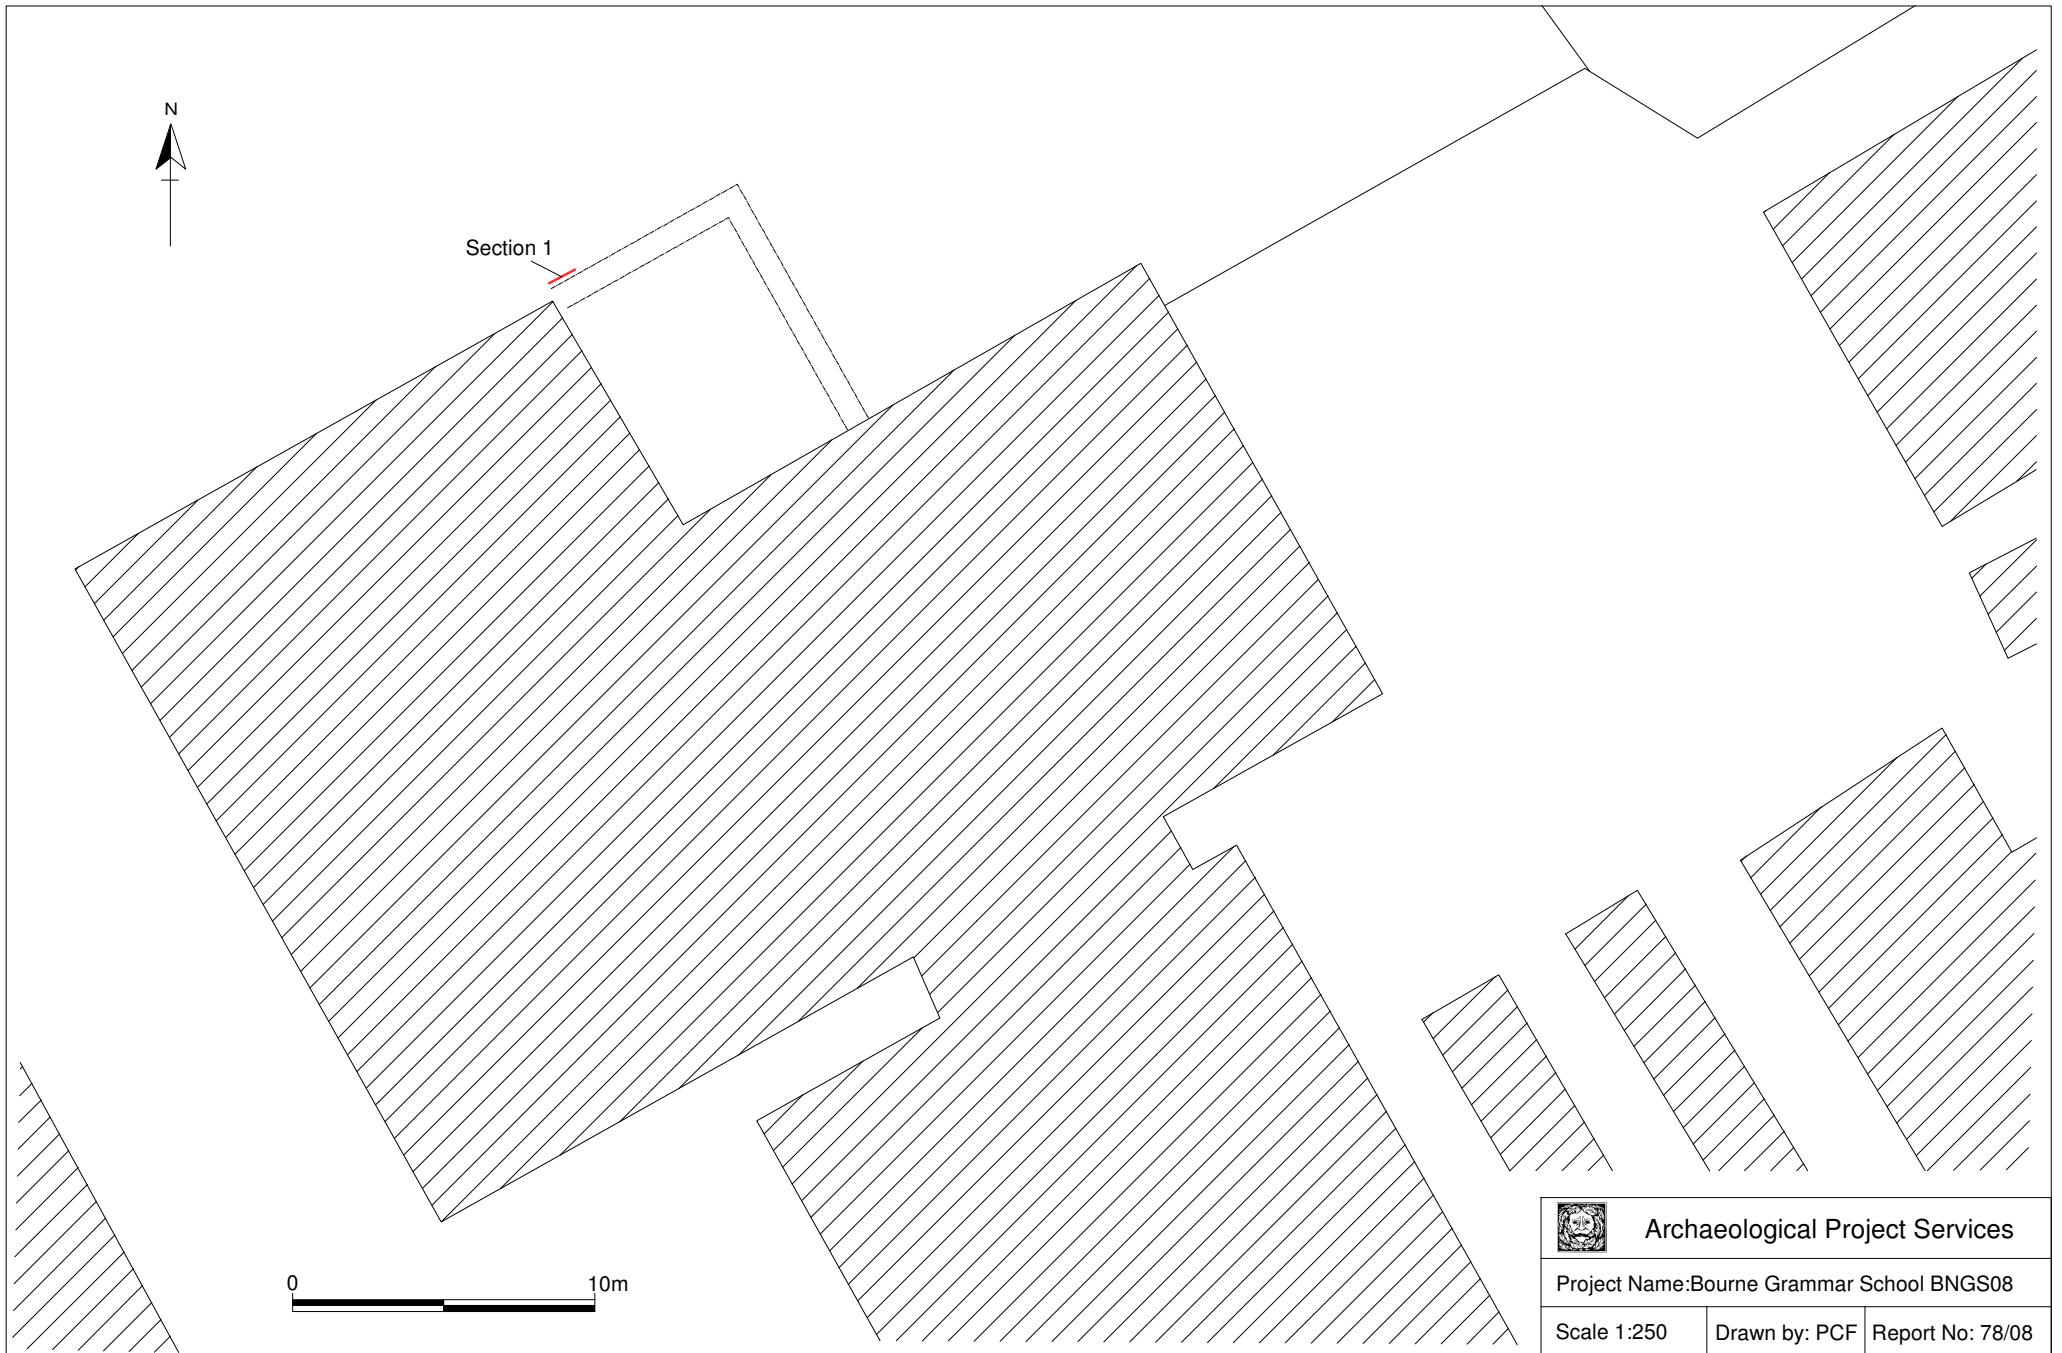 N
Section 1
0 10m
Archaeological Project Services
Project Name:Bourne Grammar School BNGS08
Scale 1:250 Drawn by: PCF Report No: 78/08